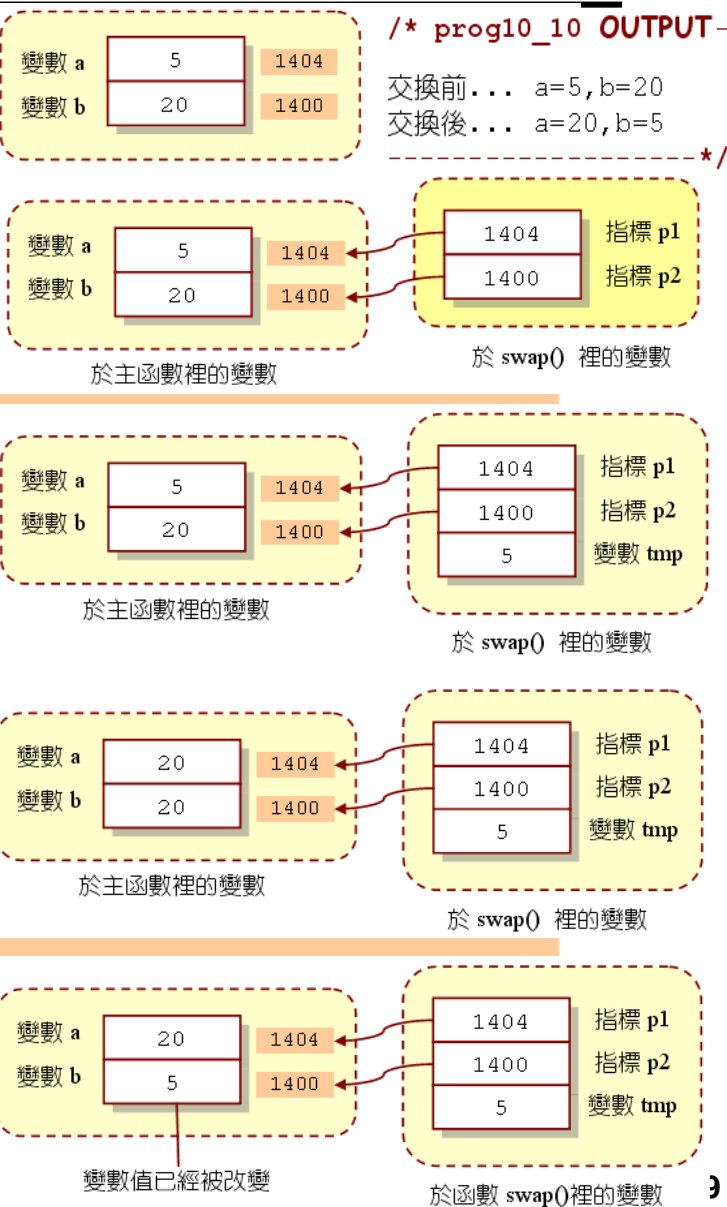 /* prog10_10 OUTPUT
交換前... a=5,b=20
交換後... a=20,b=5
--------------------*/
變數 a 5 1404
變數 b 20 1400
變數 a 5 1404
變數 b 20 1400
於主函數裡的變數
1404 指標 p1
1400 指標 p2
於 swap() 裡的變數
變數 a 5 1404
變數 b 20 1400
於主函數裡的變數
1404 指標 p1
1400 指標 p2
5 變數 tmp
於 swap() 裡的變數
變數 a 20 1404
變數 b 20 1400
於主函數裡的變數
1404 指標 p1
1400 指標 p2
5 變數 tmp
於 swap() 裡的變數
變數 a 20 1404
變數 b 5 1400
變數值已經被改變
1404 指標 p1
1400 指標 p2
5 變數 tmp
於函數 swap()裡的變數
9